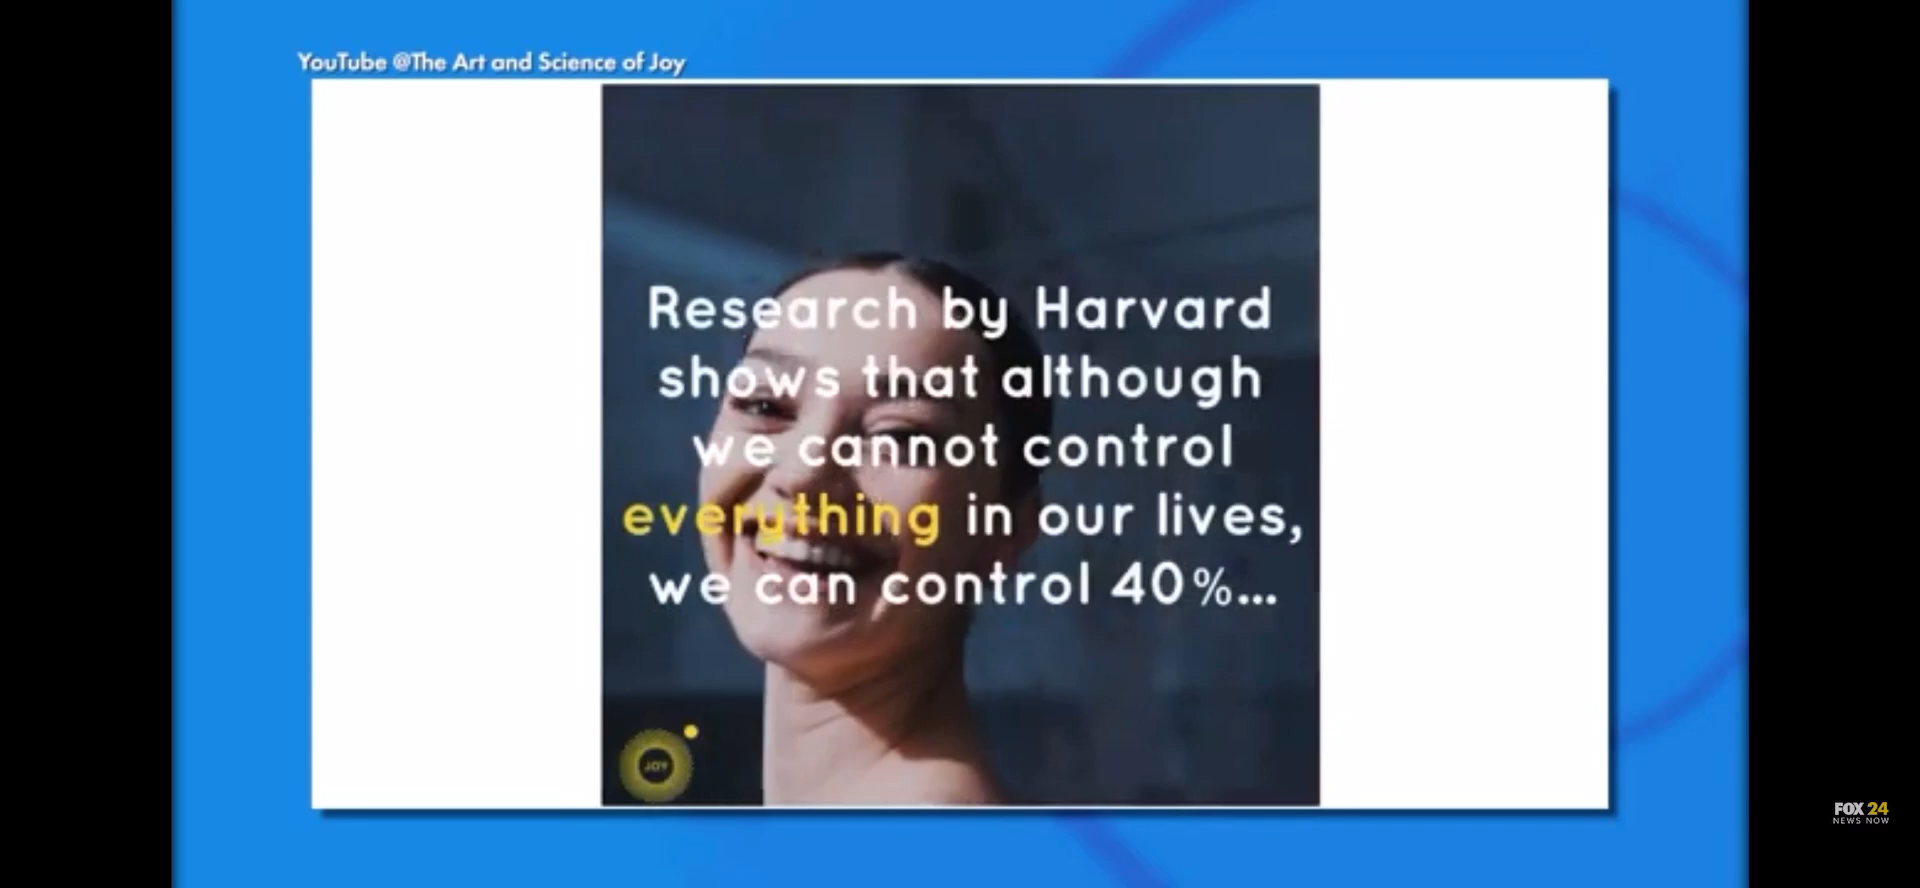 YouTube @The Art and Science of Joy
Research by Harvard
shows that although
we cannot control
everything in our lives,
we can control 40%...
JOY
FOX 24
NEWS NOW